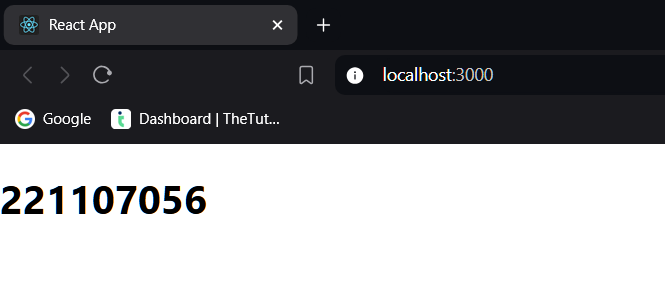 React App
localhost:3000
Google
Dashboard | TheTut...
221107056